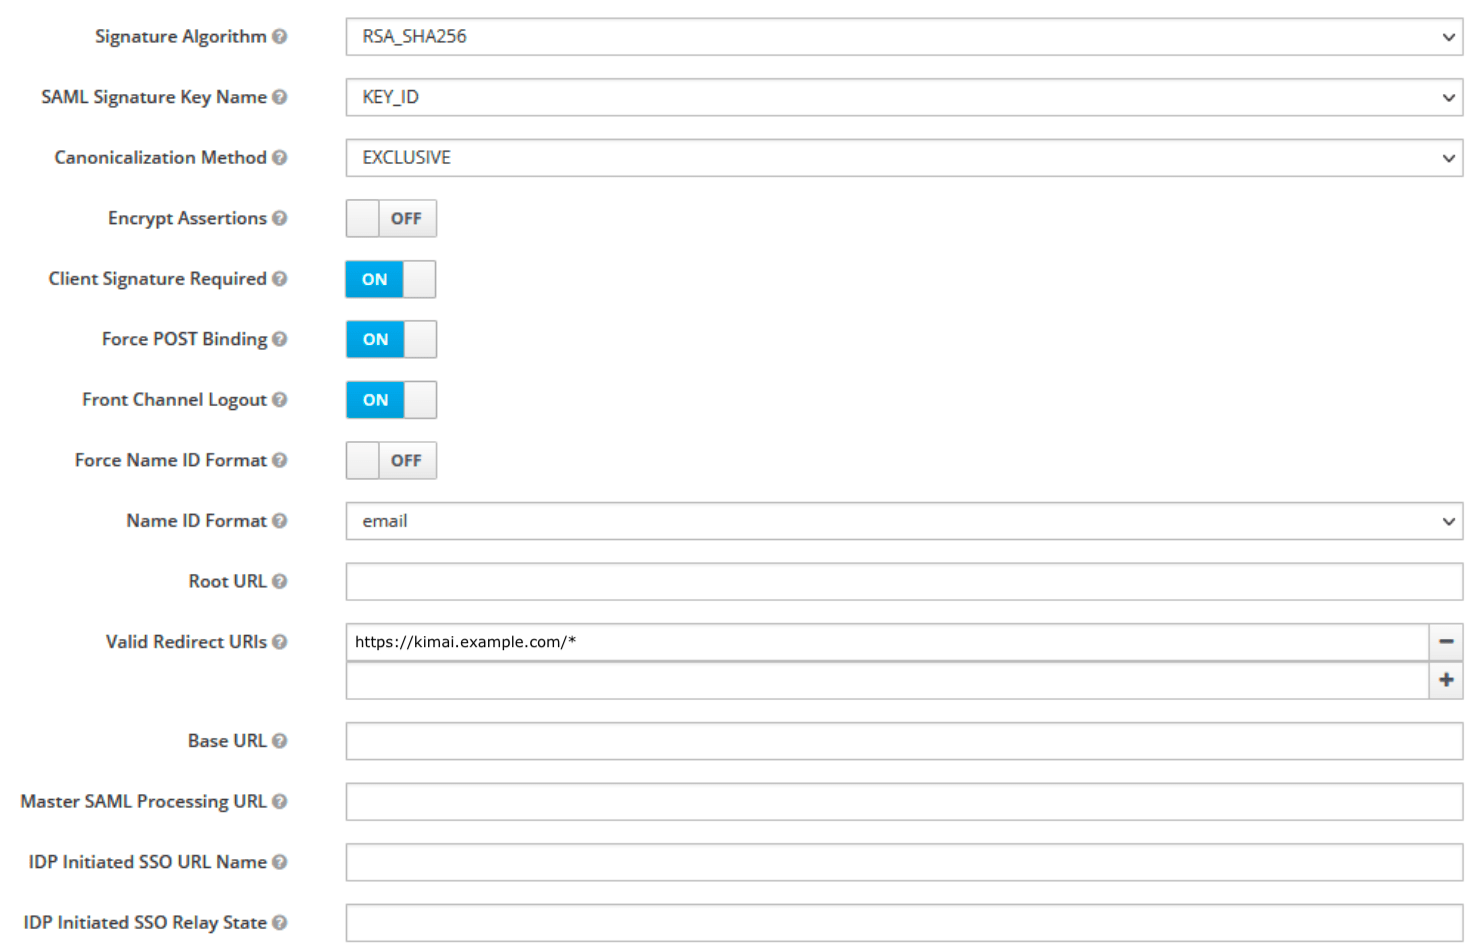 Signature Algorithm RSA_SHA256
SAML Signature Key Name KEY_ID
Canonicalization Method EXCLUSIVE
Encrypt Assertions OFF
Client Signature Required ON
Force POST Binding ON
Front Channel Logout ON
Force Name ID Format OFF
Name ID Format email
Root URL
Valid Redirect URIs https://kimai.example.com/*
Base URL
Master SAML Processing URL
IDP Initiated SSO URL Name
IDP Initiated SSO Relay State